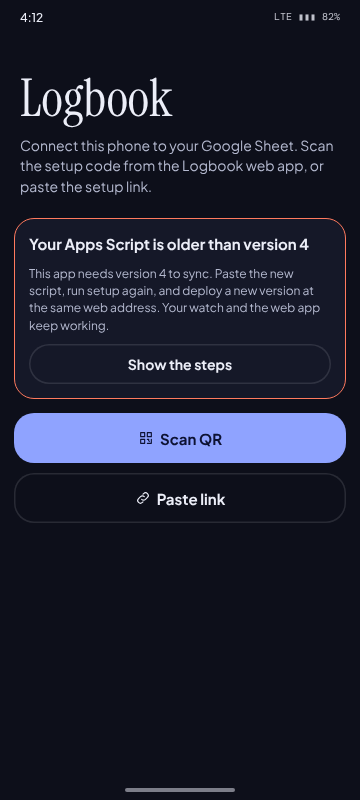 4:12
LTE 82%
Logbook
Connect this phone to your Google Sheet. Scan
the setup code from the Logbook web app, or
paste the setup link.
Your Apps Script is older than version 4
This app needs version 4 to sync. Paste the new
script, run setup again, and deploy a new version at
the same web address. Your watch and the web app
keep working.
Show the steps
Scan QR
Paste link